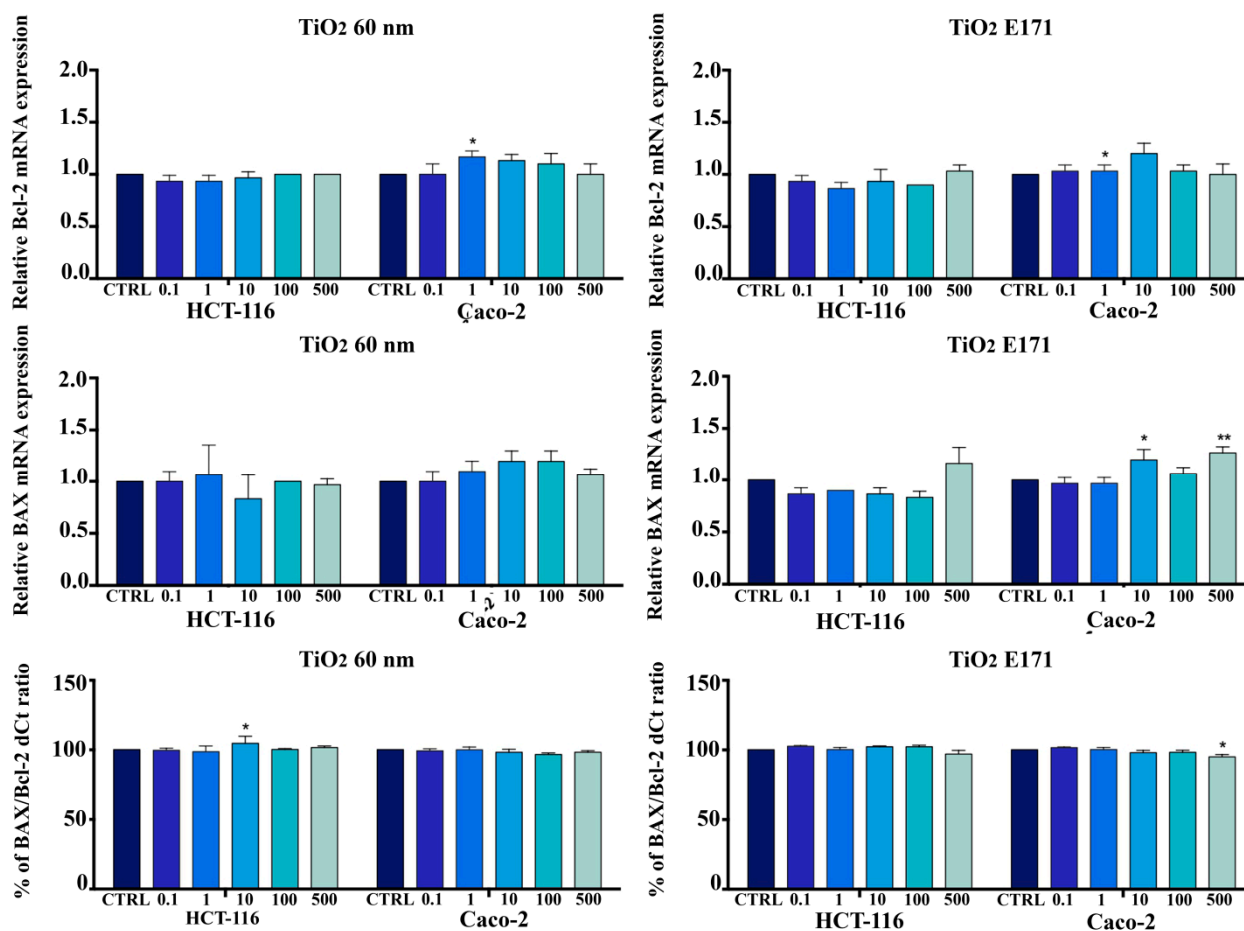 TiO2 60 nm
Relative Bcl-2 mRNA expression
2.0
1.5
1.0
0.5
0.0
*
CTRL 0.1 1 10 100 500 CTRL 0.1 1 10 100 500
HCT-116 Caco-2
TiO2 E171
Relative Bcl-2 mRNA expression
2.0
1.5
1.0
0.5
0.0
*
CTRL 0.1 1 10 100 500 CTRL 0.1 1 10 100 500
HCT-116 Caco-2
TiO2 60 nm
Relative BAX mRNA expression
2.0
1.5
1.0
0.5
0.0
CTRL 0.1 1 10 100 500 CTRL 0.1 1 10 100 500
HCT-116 Caco-2
TiO2 E171
Relative BAX mRNA expression
2.0
1.5
1.0
0.5
0.0
* **
CTRL 0.1 1 10 100 500 CTRL 0.1 1 10 100 500
HCT-116 Caco-2
TiO2 60 nm
% of BAX/Bcl-2 dCt ratio
150
100
50
0
*
CTRL 0.1 1 10 100 500 CTRL 0.1 1 10 100 500
HCT-116 Caco-2
TiO2 E171
% of BAX/Bcl-2 dCt ratio
150
100
50
0
*
CTRL 0.1 1 10 100 500 CTRL 0.1 1 10 100 500
HCT-116 Caco-2